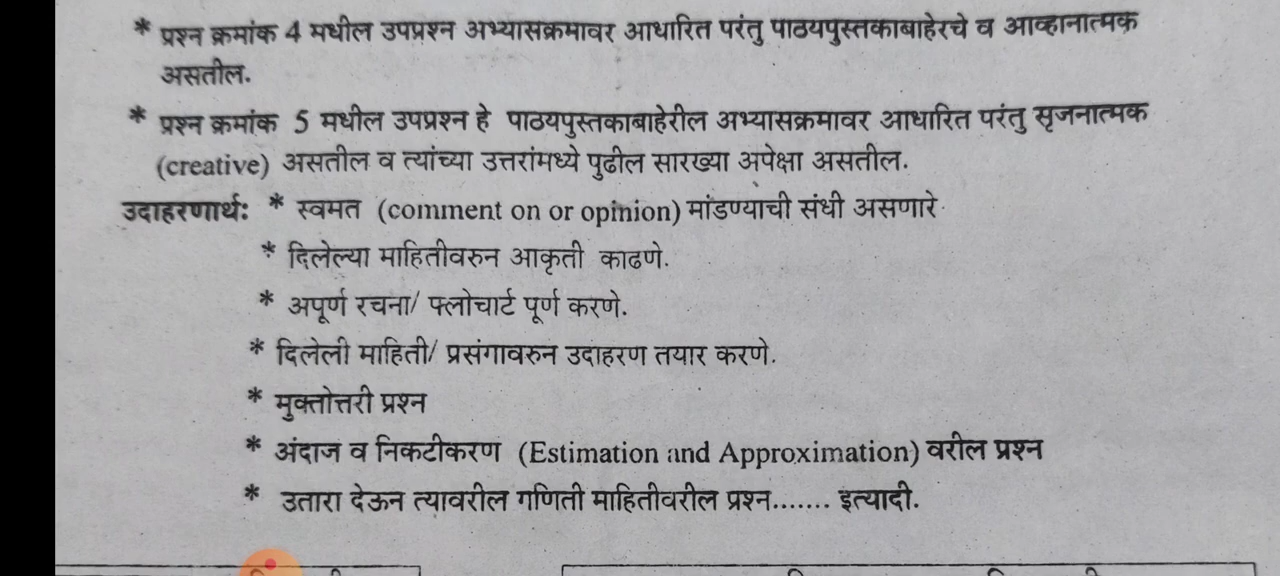 * प्रश्न क्रमांक 4 मधील उपप्रश्न अभ्यासक्रमावर आधारित परंतु पाठयपुस्तकाबाहेरचे व आव्हानात्मक
असतील.
* प्रश्न क्रमांक 5 मधील उपप्रश्न हे पाठयपुस्तकाबाहेरील अभ्यासक्रमावर आधारित परंतु सृजनात्मक
(creative) असतील व त्यांच्या उत्तरांमध्ये पुढील सारख्या अपेक्षा असतील.
उदाहरणार्थ: * स्वमत (comment on or opinion) मांडण्याची संधी असणारे
* दिलेल्या माहितीवरुन आकृती काढणे.
* अपूर्ण रचना/ फ्लोचार्ट पूर्ण करणे.
* दिलेली माहिती/ प्रसंगावरुन उदाहरण तयार करणे.
* मुक्तोत्तरी प्रश्न
* अंदाज व निकटीकरण (Estimation and Approximation) वरील प्रश्न
* उतारा देऊन त्यावरील गणिती माहितीवरील प्रश्न....... इत्यादी.